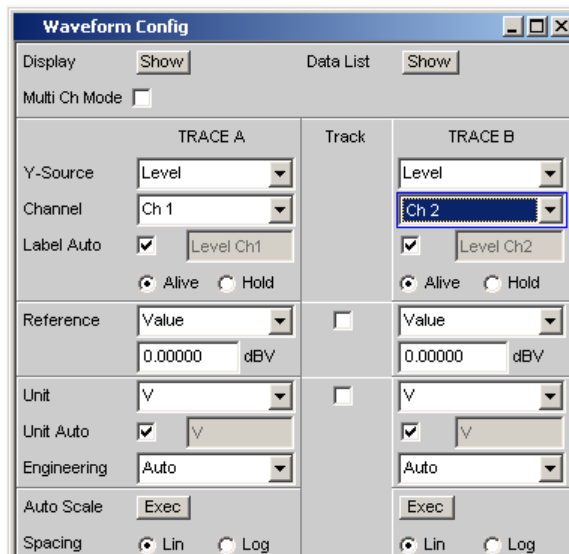 Waveform Config
Display Show Data List Show
Multi Ch Mode
TRACE A Track TRACE B
Y-Source Level Level
Channel Ch 1 Ch 2
Label Auto Level Ch1 Level Ch2
Alive Hold Alive Hold
Reference Value Value
0.00000 dBV 0.00000 dBV
Unit V V
Unit Auto V V
Engineering Auto Auto
Auto Scale Exec Exec
Spacing Lin Log Lin Log